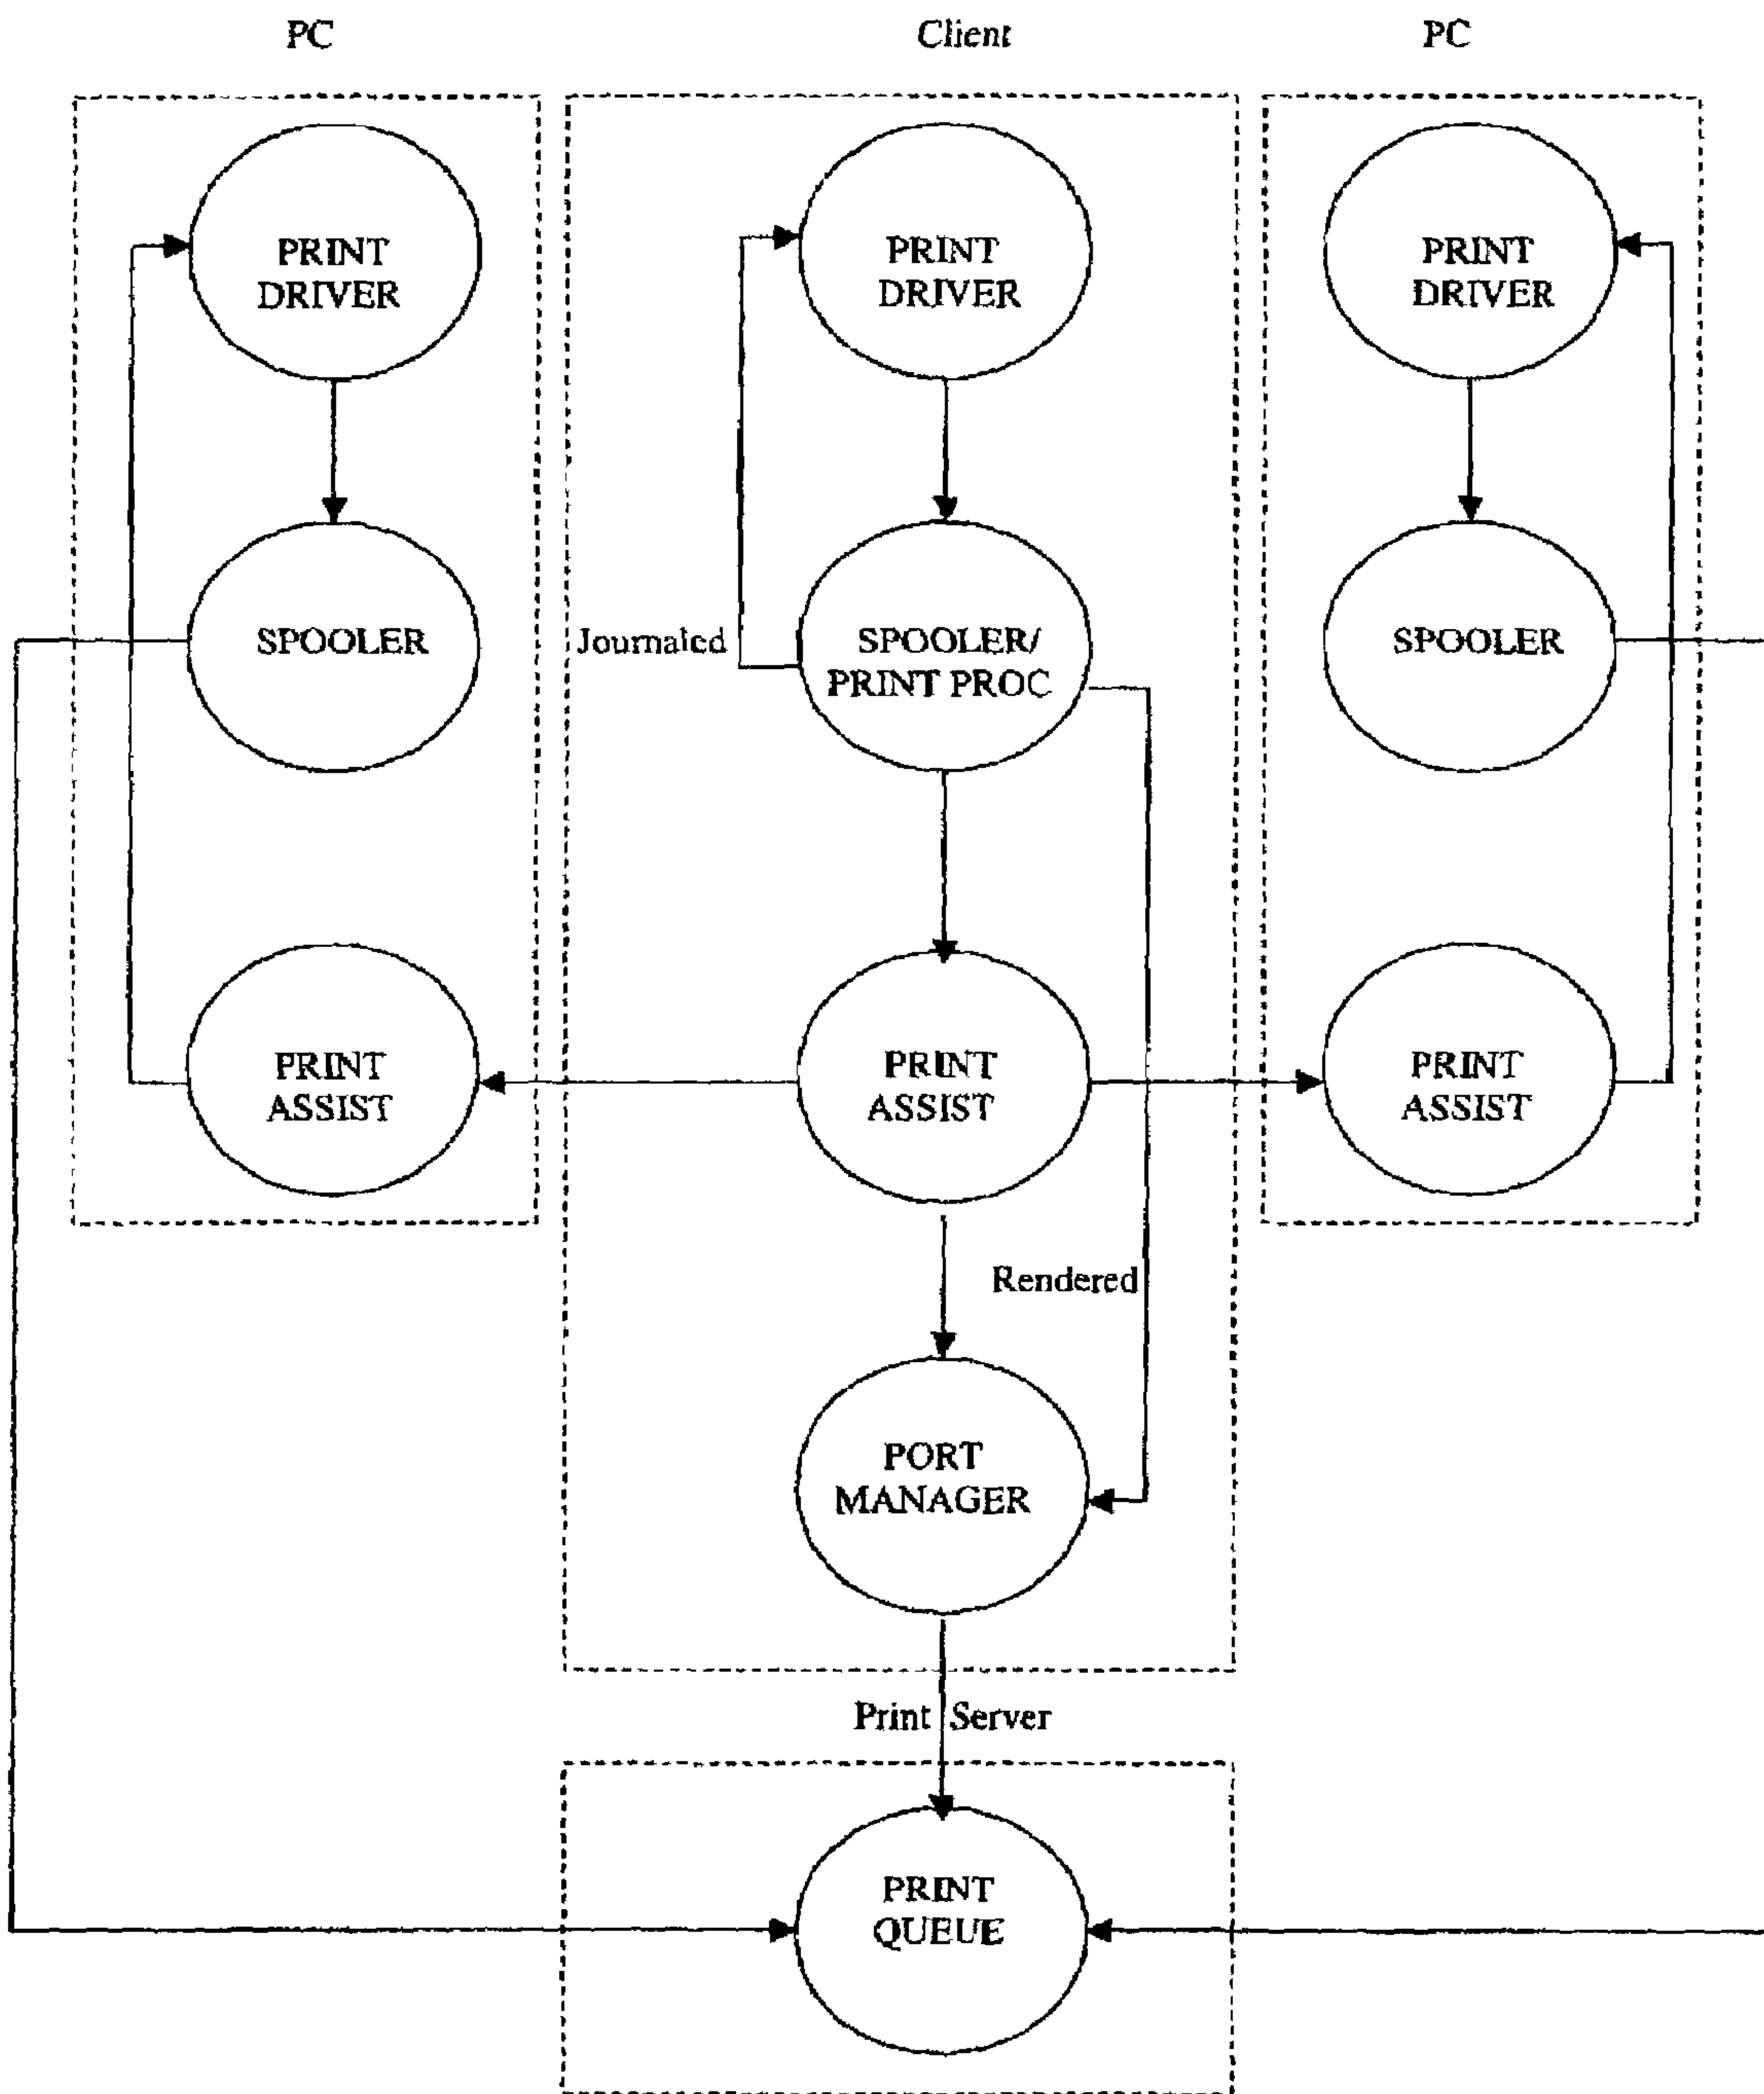 PC
Client
PC
PRINT
DRIVER
PRINT
DRIVER
PRINT
DRIVER
SPOOLER
Journaled
SPOOLER/
PRINT PROC
SPOOLER
PRINT
ASSIST
PRINT
ASSIST
PRINT
ASSIST
Rendered
PORT
MANAGER
Print Server
PRINT
QUEUE